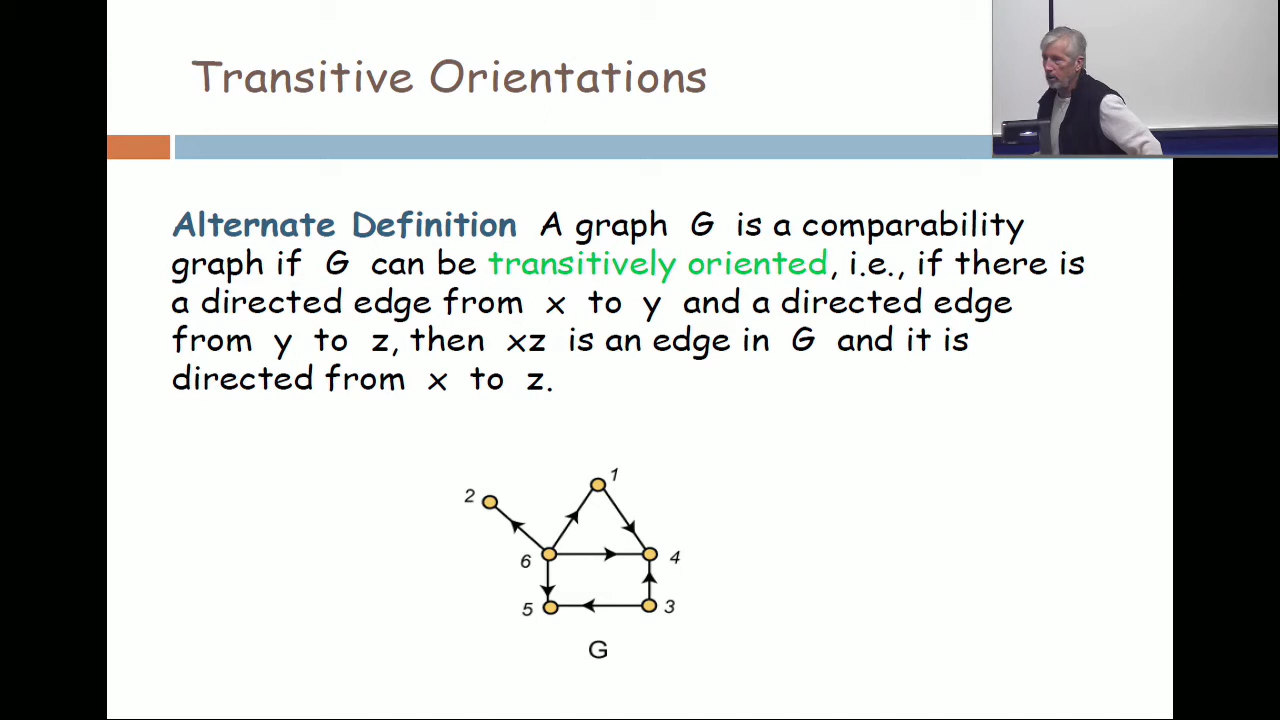 Transitive Orientations
Alternate Definition A graph G is a comparability
graph if G can be transitively oriented, i.e., if there is
a directed edge from x to y and a directed edge
from y to z, then xz is an edge in G and it is
directed from x to z.
1
2
6
4
5
3
G